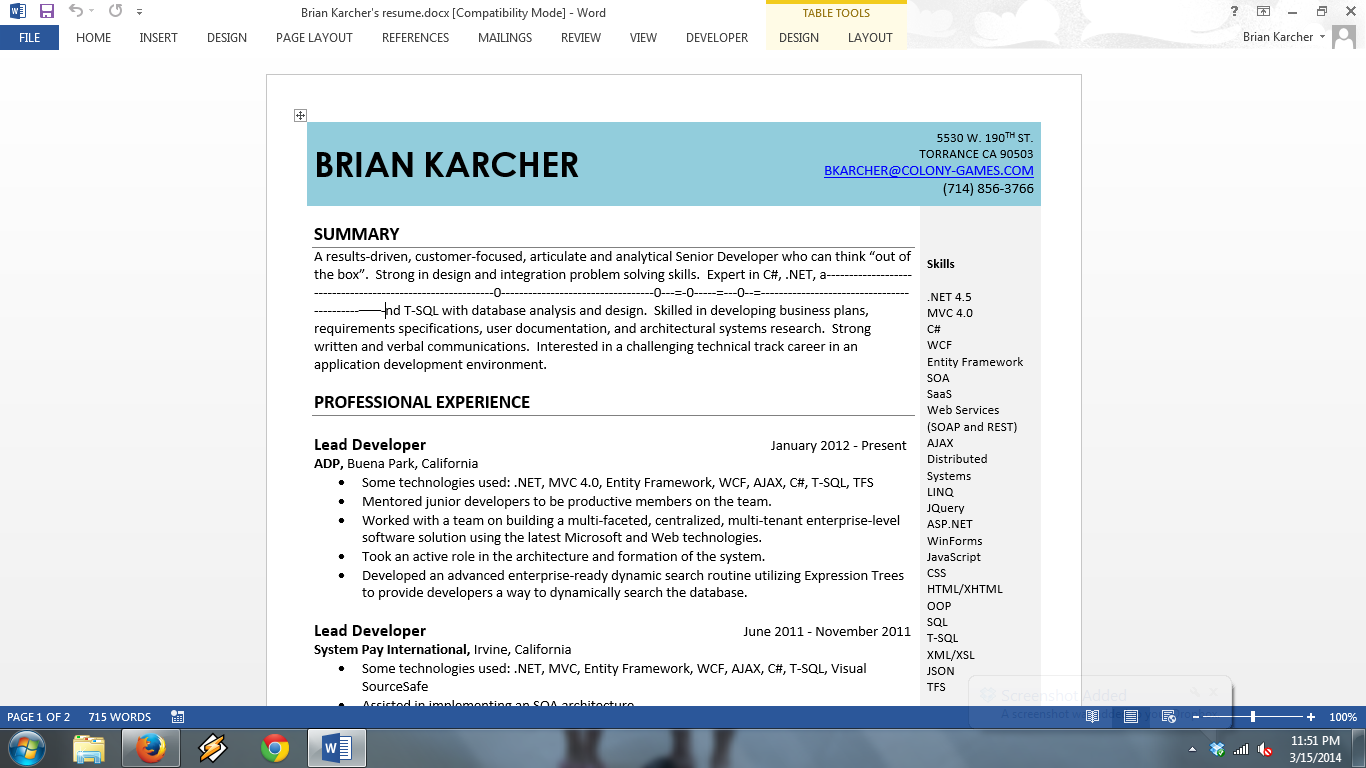 Brian Karcher's resume.docx [Compatibility Mode] - Word
TABLE TOOLS
FILE HOME INSERT DESIGN PAGE LAYOUT REFERENCES MAILINGS REVIEW VIEW DEVELOPER DESIGN LAYOUT
Brian Karcher
BRIAN KARCHER
5530 W. 190TH ST.
TORRANCE CA 90503
BKARCHER@COLONY-GAMES.COM
(714) 856-3766
SUMMARY
A results-driven, customer-focused, articulate and analytical Senior Developer who can think “out of
the box”.  Strong in design and integration problem solving skills.  Expert in C#, .NET, a-------------------
----------------------------------------0----------------------------------0---=-0-----=---0--=---------------------------------
----------——-nd T-SQL with database analysis and design.  Skilled in developing business plans,
requirements specifications, user documentation, and architectural systems research.  Strong
written and verbal communications.  Interested in a challenging technical track career in an
application development environment.
PROFESSIONAL EXPERIENCE
Lead Developer January 2012 - Present
ADP, Buena Park, California
• Some technologies used: .NET, MVC 4.0, Entity Framework, WCF, AJAX, C#, T-SQL, TFS
• Mentored junior developers to be productive members on the team.
• Worked with a team on building a multi-faceted, centralized, multi-tenant enterprise-level
software solution using the latest Microsoft and Web technologies.
• Took an active role in the architecture and formation of the system.
• Developed an advanced enterprise-ready dynamic search routine utilizing Expression Trees
to provide developers a way to dynamically search the database.
Lead Developer June 2011 - November 2011
System Pay International, Irvine, California
• Some technologies used: .NET, MVC, Entity Framework, WCF, AJAX, C#, T-SQL, Visual
SourceSafe
• Assisted in implementing an SOA architecture
Skills
.NET 4.5
MVC 4.0
C#
WCF
Entity Framework
SOA
SaaS
Web Services
(SOAP and REST)
AJAX
Distributed
Systems
LINQ
JQuery
ASP.NET
WinForms
JavaScript
CSS
HTML/XHTML
OOP
SQL
T-SQL
XML/XSL
JSON
TFS
Screenshot Added
A screenshot was
PAGE 1 OF 2 715 WORDS 100%
11:51 PM
3/15/2014